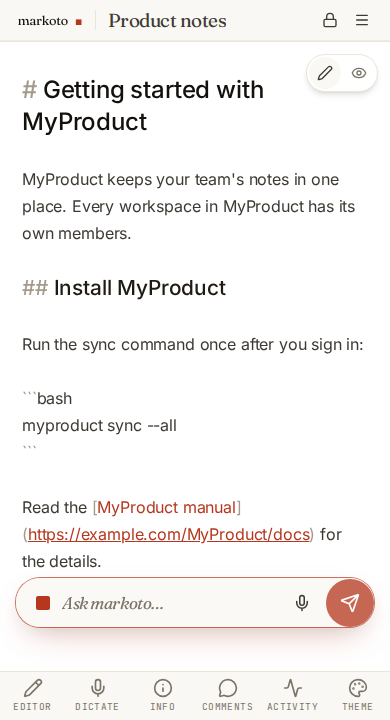 markoto
Product notes
# Getting started with
MyProduct
MyProduct keeps your team's notes in one
place. Every workspace in MyProduct has its
own members.
## Install MyProduct
Run the sync command once after you sign in:
```bash
myproduct sync --all
```
Read the [MyProduct manual]
(https://example.com/MyProduct/docs) for
the details.
Ask markoto...
EDITOR
DICTATE
INFO
COMMENTS
ACTIVITY
THEME